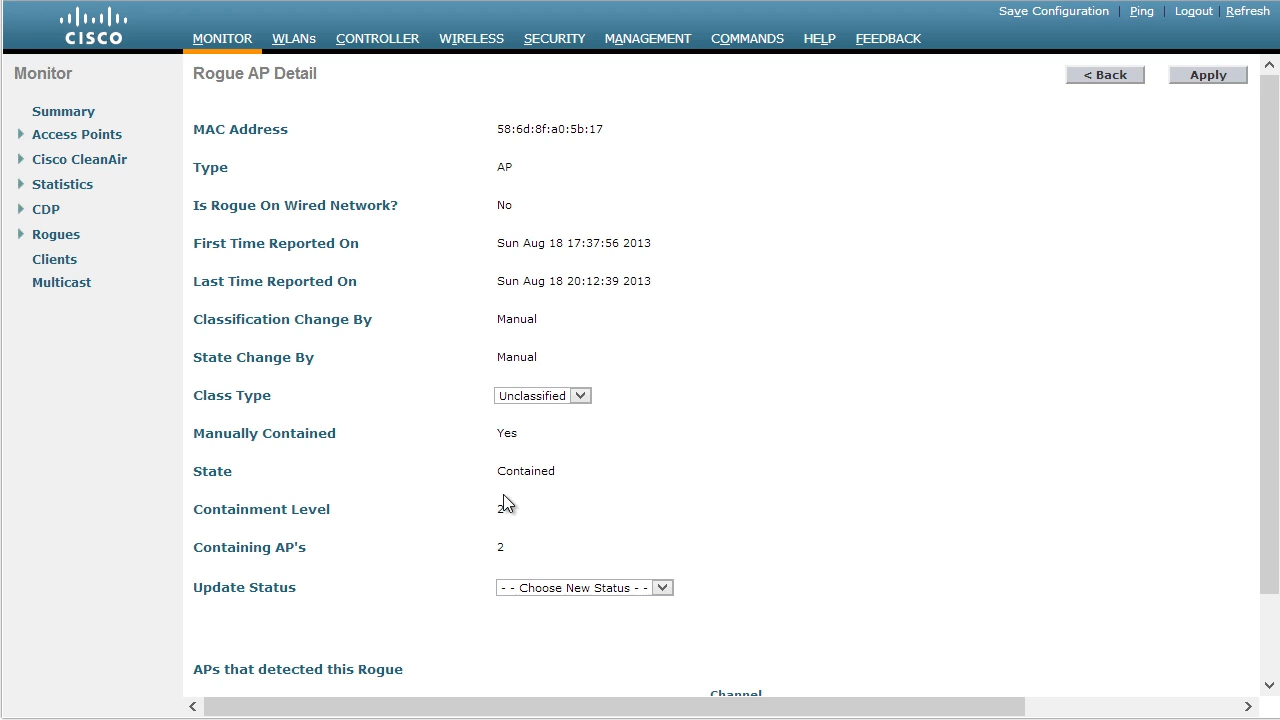 Save Configuration | Ping | Logout | Refresh
CISCO
MONITOR WLANs CONTROLLER WIRELESS SECURITY MANAGEMENT COMMANDS HELP FEEDBACK
Monitor
Summary
Access Points
Cisco CleanAir
Statistics
CDP
Rogues
Clients
Multicast
Rogue AP Detail
< Back
Apply
MAC Address 58:6d:8f:a0:5b:17
Type AP
Is Rogue On Wired Network? No
First Time Reported On Sun Aug 18 17:37:56 2013
Last Time Reported On Sun Aug 18 20:12:39 2013
Classification Change By Manual
State Change By Manual
Class Type Unclassified
Manually Contained Yes
State Contained
Containment Level 2
Containing AP's 2
Update Status - - Choose New Status - -
APs that detected this Rogue
Channel